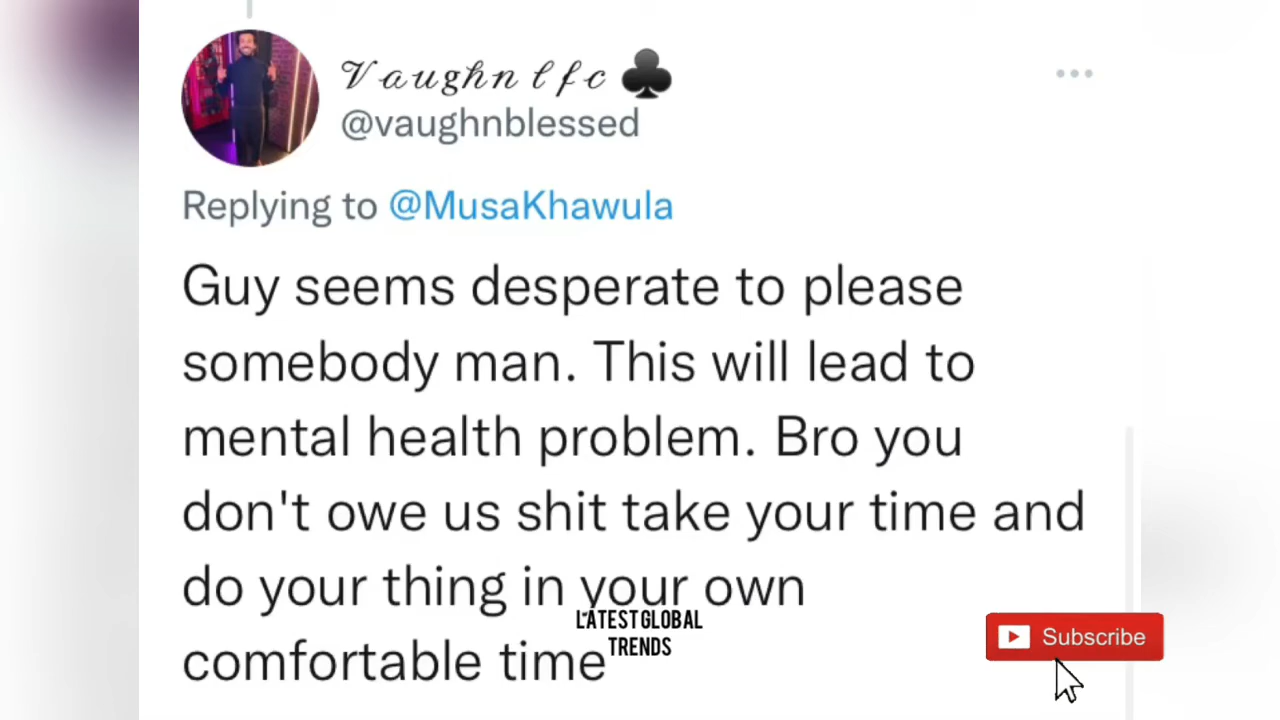 𝒱𝒶𝓊𝑔𝒽𝓃 𝓁𝒻𝒸 ♣
@vaughnblessed
Replying to @MusaKhawula
Guy seems desperate to please
somebody man. This will lead to
mental health problem. Bro you
don't owe us shit take your time and
do your thing in your own
comfortable time
LATEST GLOBAL
TRENDS
Subscribe